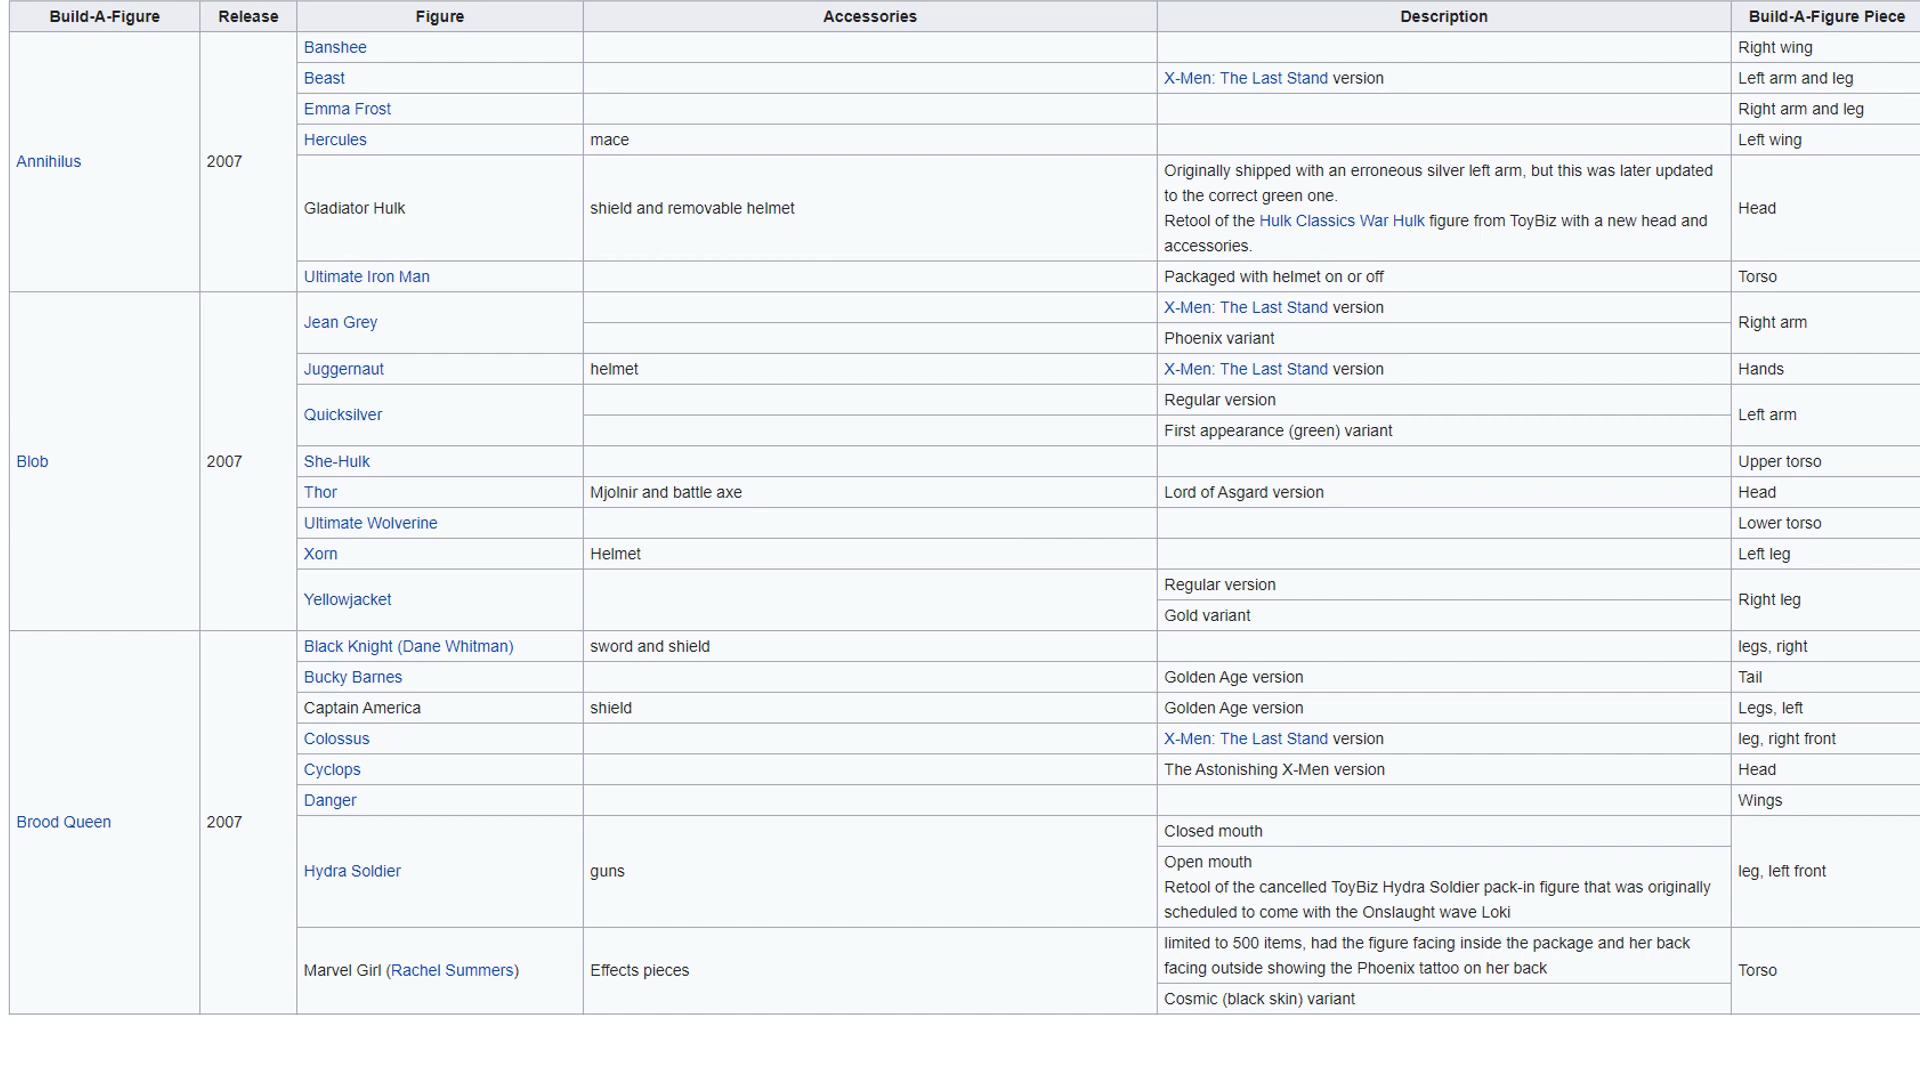 Build-A-Figure Release Figure Accessories Description Build-A-Figure Piece
Annihilus 2007
Banshee Right wing
Beast X-Men: The Last Stand version Left arm and leg
Emma Frost Right arm and leg
Hercules mace Left wing
Gladiator Hulk shield and removable helmet
Originally shipped with an erroneous silver left arm, but this was later updated
to the correct green one.
Retool of the Hulk Classics War Hulk figure from ToyBiz with a new head and
accessories.
Head
Ultimate Iron Man Packaged with helmet on or off Torso
Blob 2007
Jean Grey
X-Men: The Last Stand version
Phoenix variant
Right arm
Juggernaut helmet X-Men: The Last Stand version Hands
Quicksilver
Regular version
First appearance (green) variant
Left arm
She-Hulk Upper torso
Thor Mjolnir and battle axe Lord of Asgard version Head
Ultimate Wolverine Lower torso
Xorn Helmet Left leg
Yellowjacket
Regular version
Gold variant
Right leg
Brood Queen 2007
Black Knight (Dane Whitman) sword and shield legs, right
Bucky Barnes Golden Age version Tail
Captain America shield Golden Age version Legs, left
Colossus X-Men: The Last Stand version leg, right front
Cyclops The Astonishing X-Men version Head
Danger Wings
Hydra Soldier guns
Closed mouth
Open mouth
Retool of the cancelled ToyBiz Hydra Soldier pack-in figure that was originally
scheduled to come with the Onslaught wave Loki
leg, left front
Marvel Girl (Rachel Summers) Effects pieces
limited to 500 items, had the figure facing inside the package and her back
facing outside showing the Phoenix tattoo on her back
Cosmic (black skin) variant
Torso